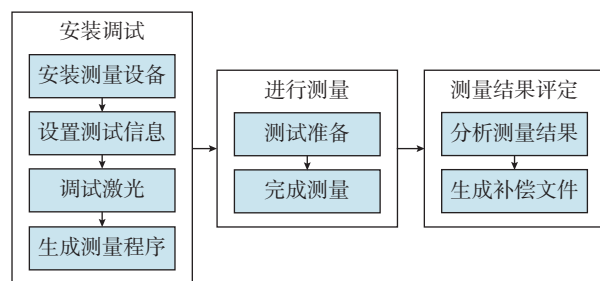 安装调试
安装测量设备
设置测试信息
调试激光
生成测量程序
进行测量
测试准备
完成测量
测量结果评定
分析测量结果
生成补偿文件